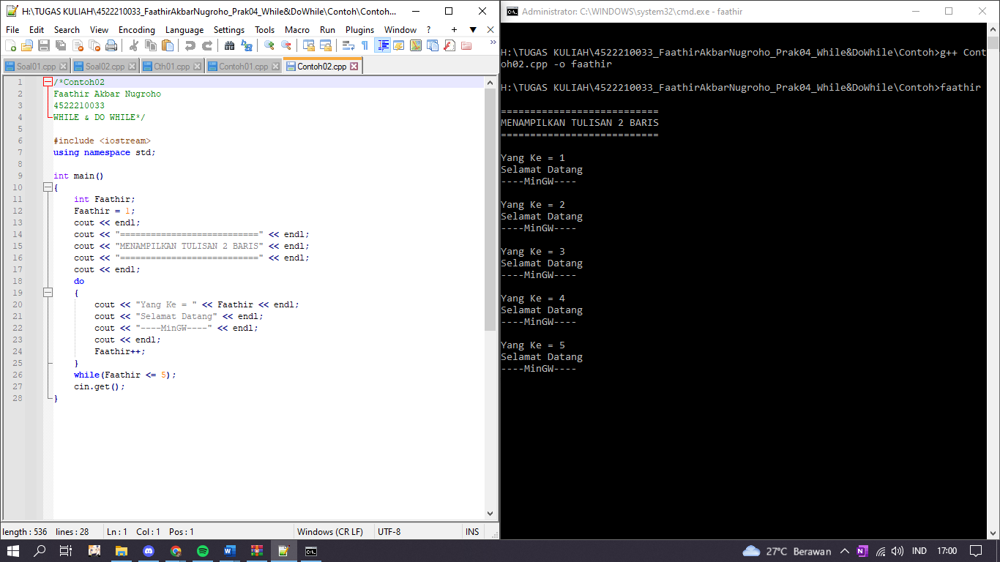 H:\TUGAS KULIAH\4522210033_FaathirAkbarNugroho_Prak04_While&DoWhile\Contoh\Contoh...
File Edit Search View Encoding Language Settings Tools Macro Run Plugins Window ? + ▼ X
Soal01.cpp Soal02.cpp Cth01.cpp Contoh01.cpp Contoh02.cpp
1 /*Contoh02
2 Faathir Akbar Nugroho
3 4522210033
4 WHILE & DO WHILE*/
5
6 #include <iostream>
7 using namespace std;
8
9 int main()
10 {
11 int Faathir;
12 Faathir = 1;
13 cout << endl;
14 cout << "===========================" << endl;
15 cout << "MENAMPILKAN TULISAN 2 BARIS" << endl;
16 cout << "===========================" << endl;
17 cout << endl;
18 do
19 {
20 cout << "Yang Ke = " << Faathir << endl;
21 cout << "Selamat Datang" << endl;
22 cout << "----MinGW----" << endl;
23 cout << endl;
24 Faathir++;
25 }
26 while(Faathir <= 5);
27 cin.get();
28 }
length : 536 lines : 28 Ln : 1 Col : 1 Pos : 1 Windows (CR LF) UTF-8 INS
Administrator: C:\WINDOWS\system32\cmd.exe - faathir
H:\TUGAS KULIAH\4522210033_FaathirAkbarNugroho_Prak04_While&DoWhile\Contoh>g++ Cont
oh02.cpp -o faathir
H:\TUGAS KULIAH\4522210033_FaathirAkbarNugroho_Prak04_While&DoWhile\Contoh>faathir
===========================
MENAMPILKAN TULISAN 2 BARIS
===========================
Yang Ke = 1
Selamat Datang
----MinGW----
Yang Ke = 2
Selamat Datang
----MinGW----
Yang Ke = 3
Selamat Datang
----MinGW----
Yang Ke = 4
Selamat Datang
----MinGW----
Yang Ke = 5
Selamat Datang
----MinGW----
27°C Berawan IND 17:00